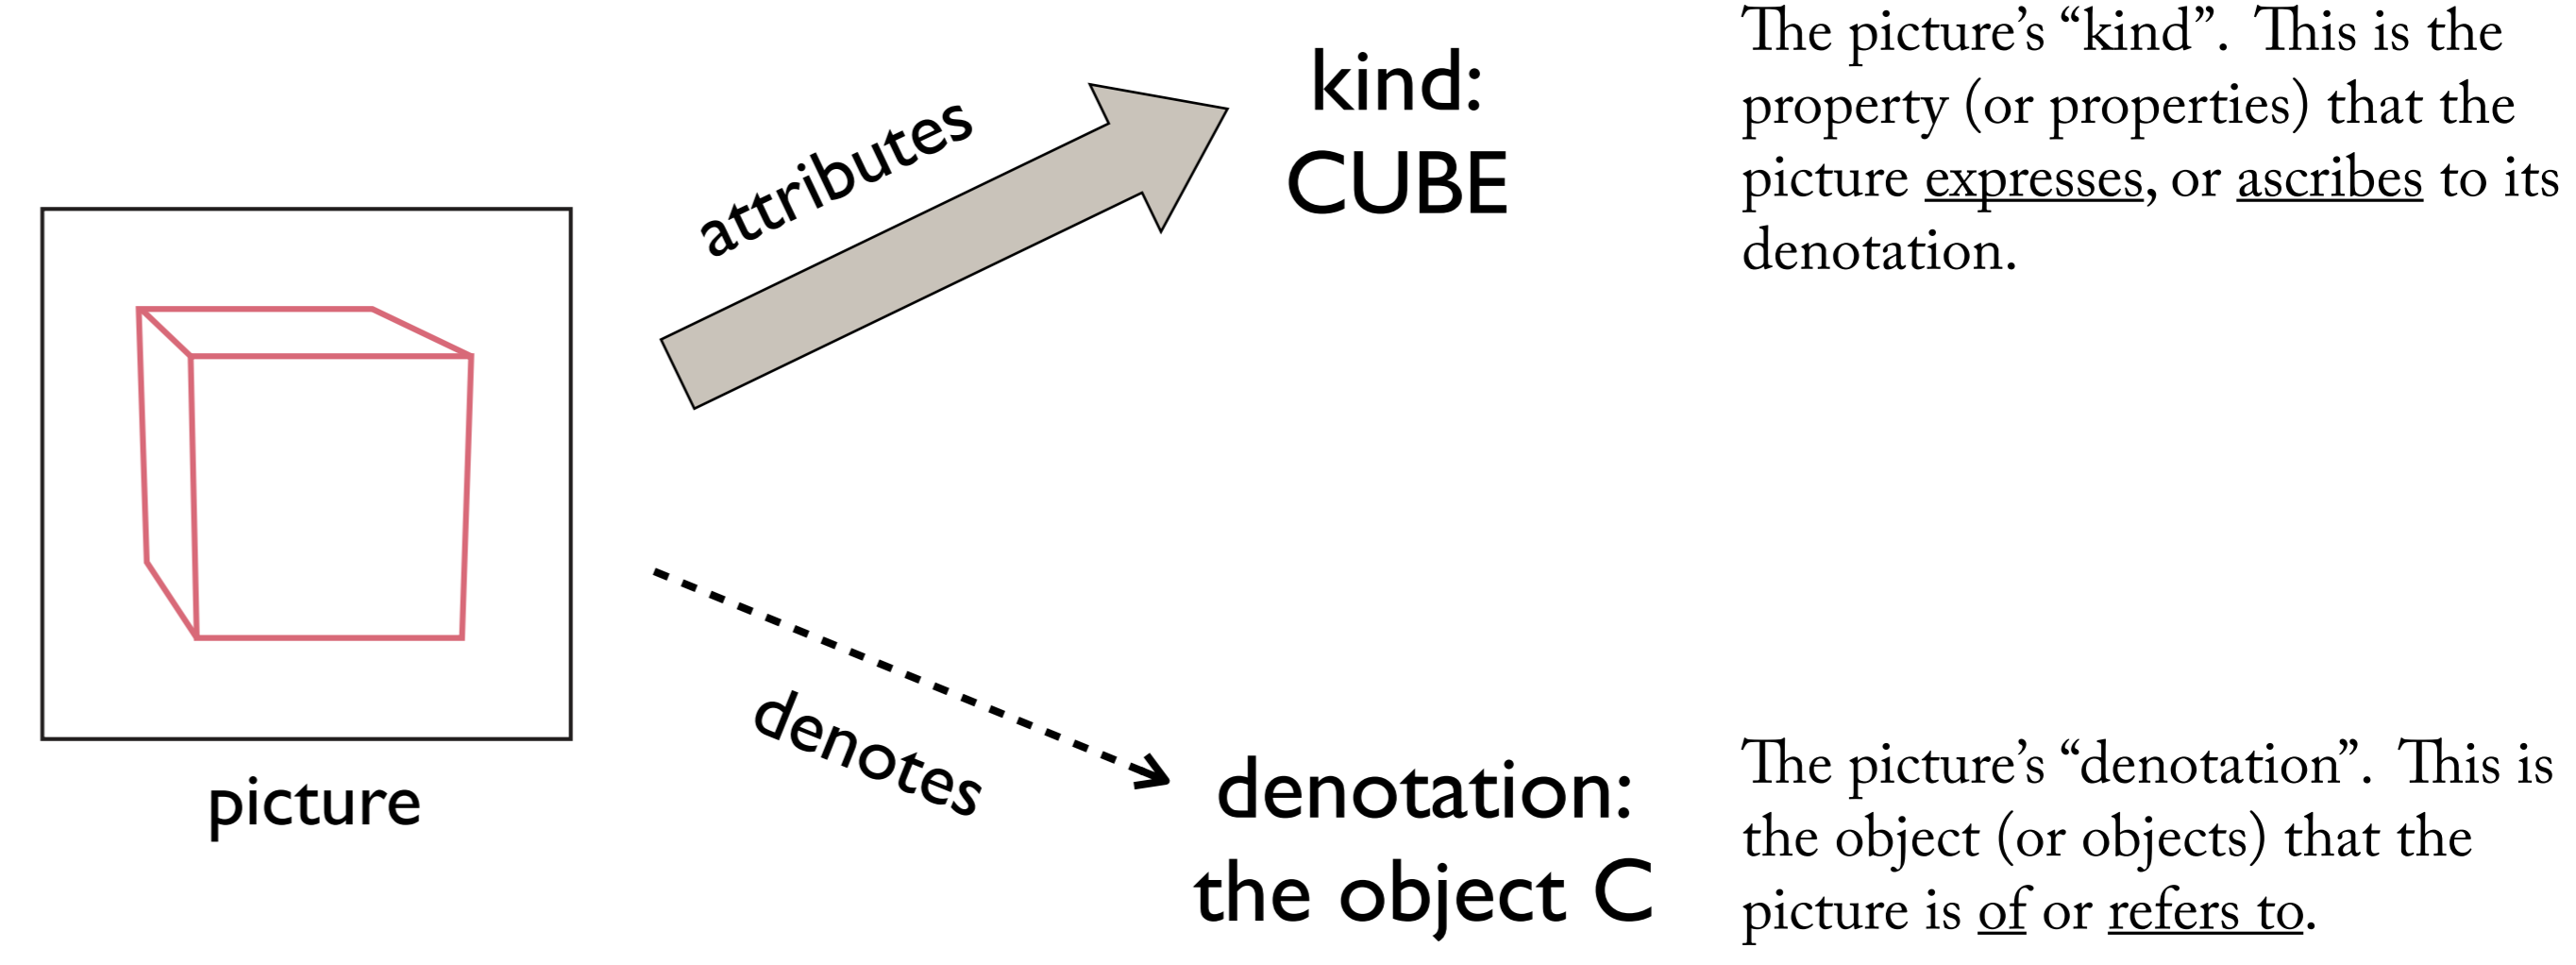 attributes
kind:
CUBE
The picture’s “kind”. This is the
property (or properties) that the
picture expresses, or ascribes to its
denotation.
picture
denotes
denotation:
the object C
The picture’s “denotation”. This is
the object (or objects) that the
picture is of or refers to.